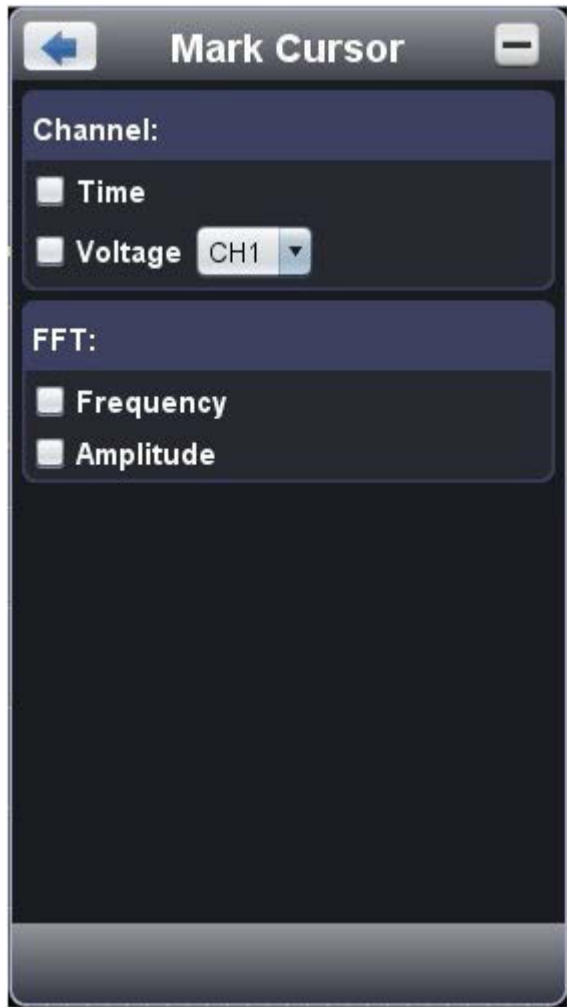 Mark Cursor
Channel:
Time
Voltage CH1
FFT:
Frequency
Amplitude